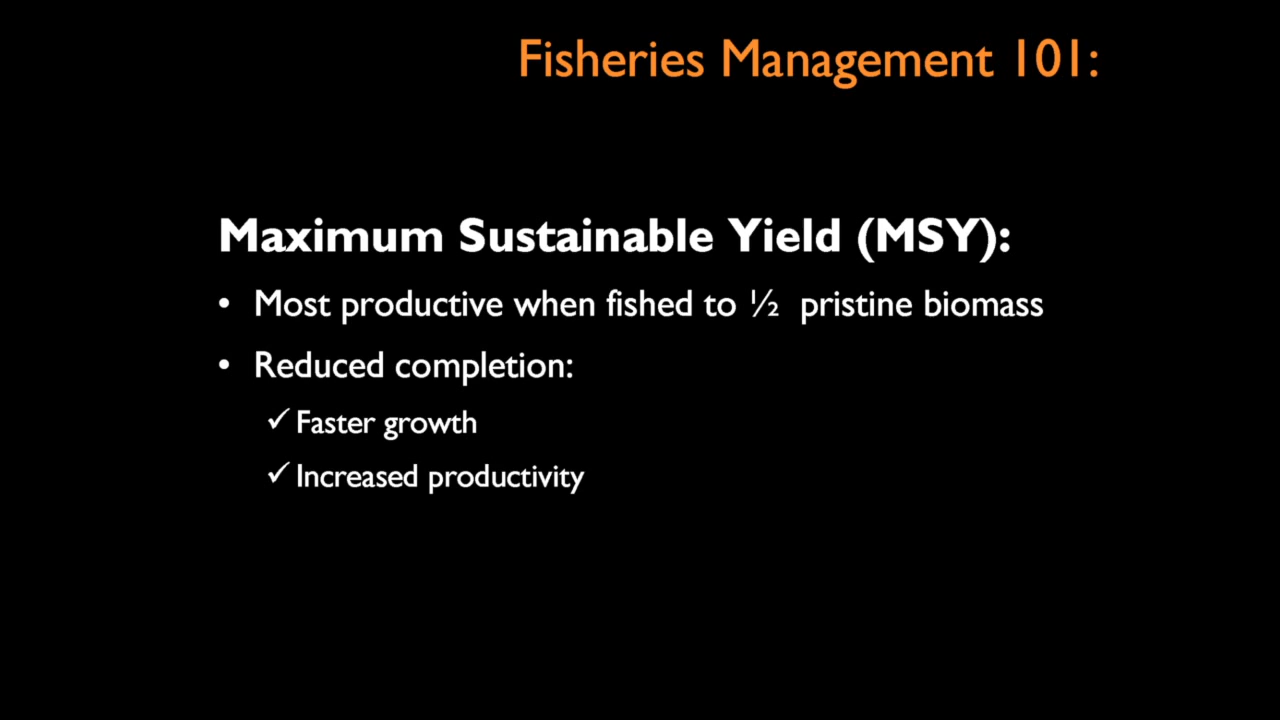 Fisheries Management 101:
Maximum Sustainable Yield (MSY):
• Most productive when fished to ½ pristine biomass
• Reduced completion:
✓ Faster growth
✓ Increased productivity